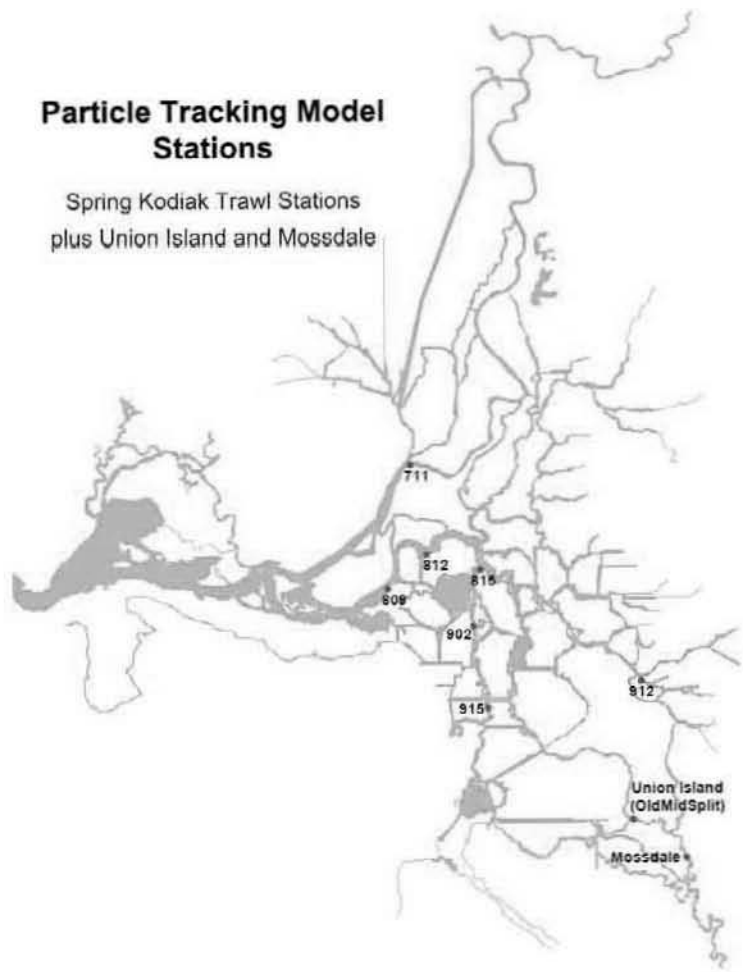 Particle Tracking Model
Stations
Spring Kodiak Trawl Stations
plus Union Island and Mossdale
711
812
815
809
902
912
915
Union Island
(OldMidSplit)
Mossdale